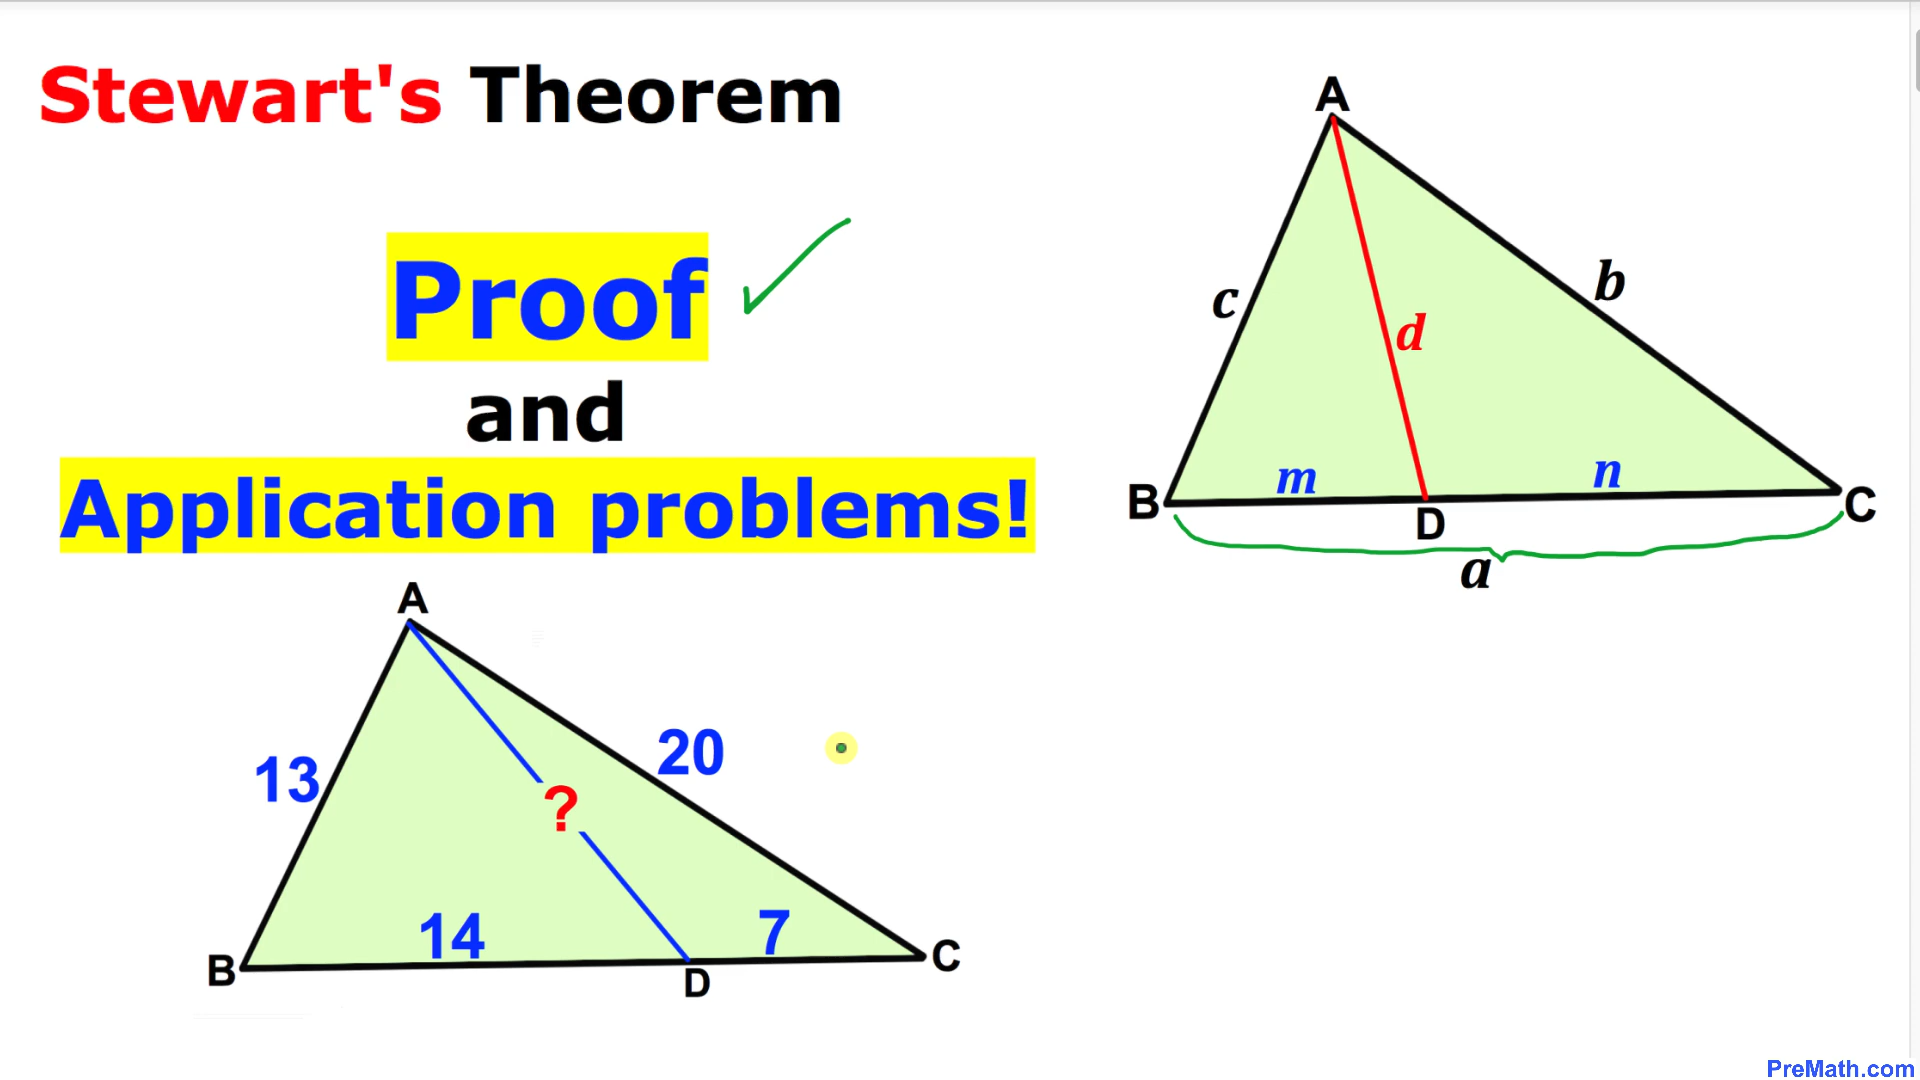 Stewart's Theorem
Proof
and
Application problems!
A
c
b
d
m
n
B
D
C
a
A
13
20
?
14
7
B
D
C
PreMath.com